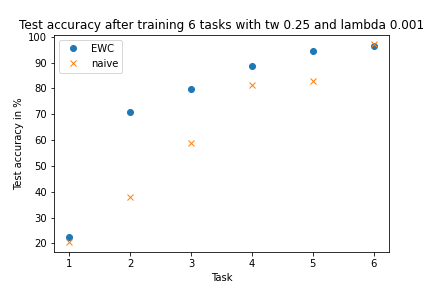 Test accuracy after training 6 tasks with tw 0.25 and lambda 0.001
EWC
naive
100
90
80
70
60
50
40
30
20
Test accuracy in %
1 2 3 4 5 6
Task